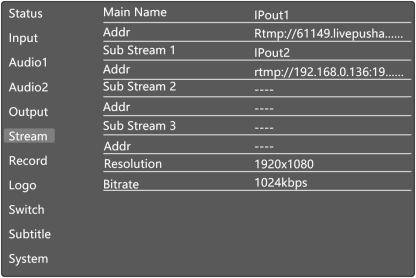 Status
Input
Audio1
Audio2
Output
Stream
Record
Logo
Switch
Subtitle
System
Main Name IPout1
Addr Rtmp://61149.livepusha......
Sub Stream 1 IPout2
Addr rtmp://192.168.0.136:19......
Sub Stream 2 ----
Addr ----
Sub Stream 3 ----
Addr ----
Resolution 1920x1080
Bitrate 1024kbps